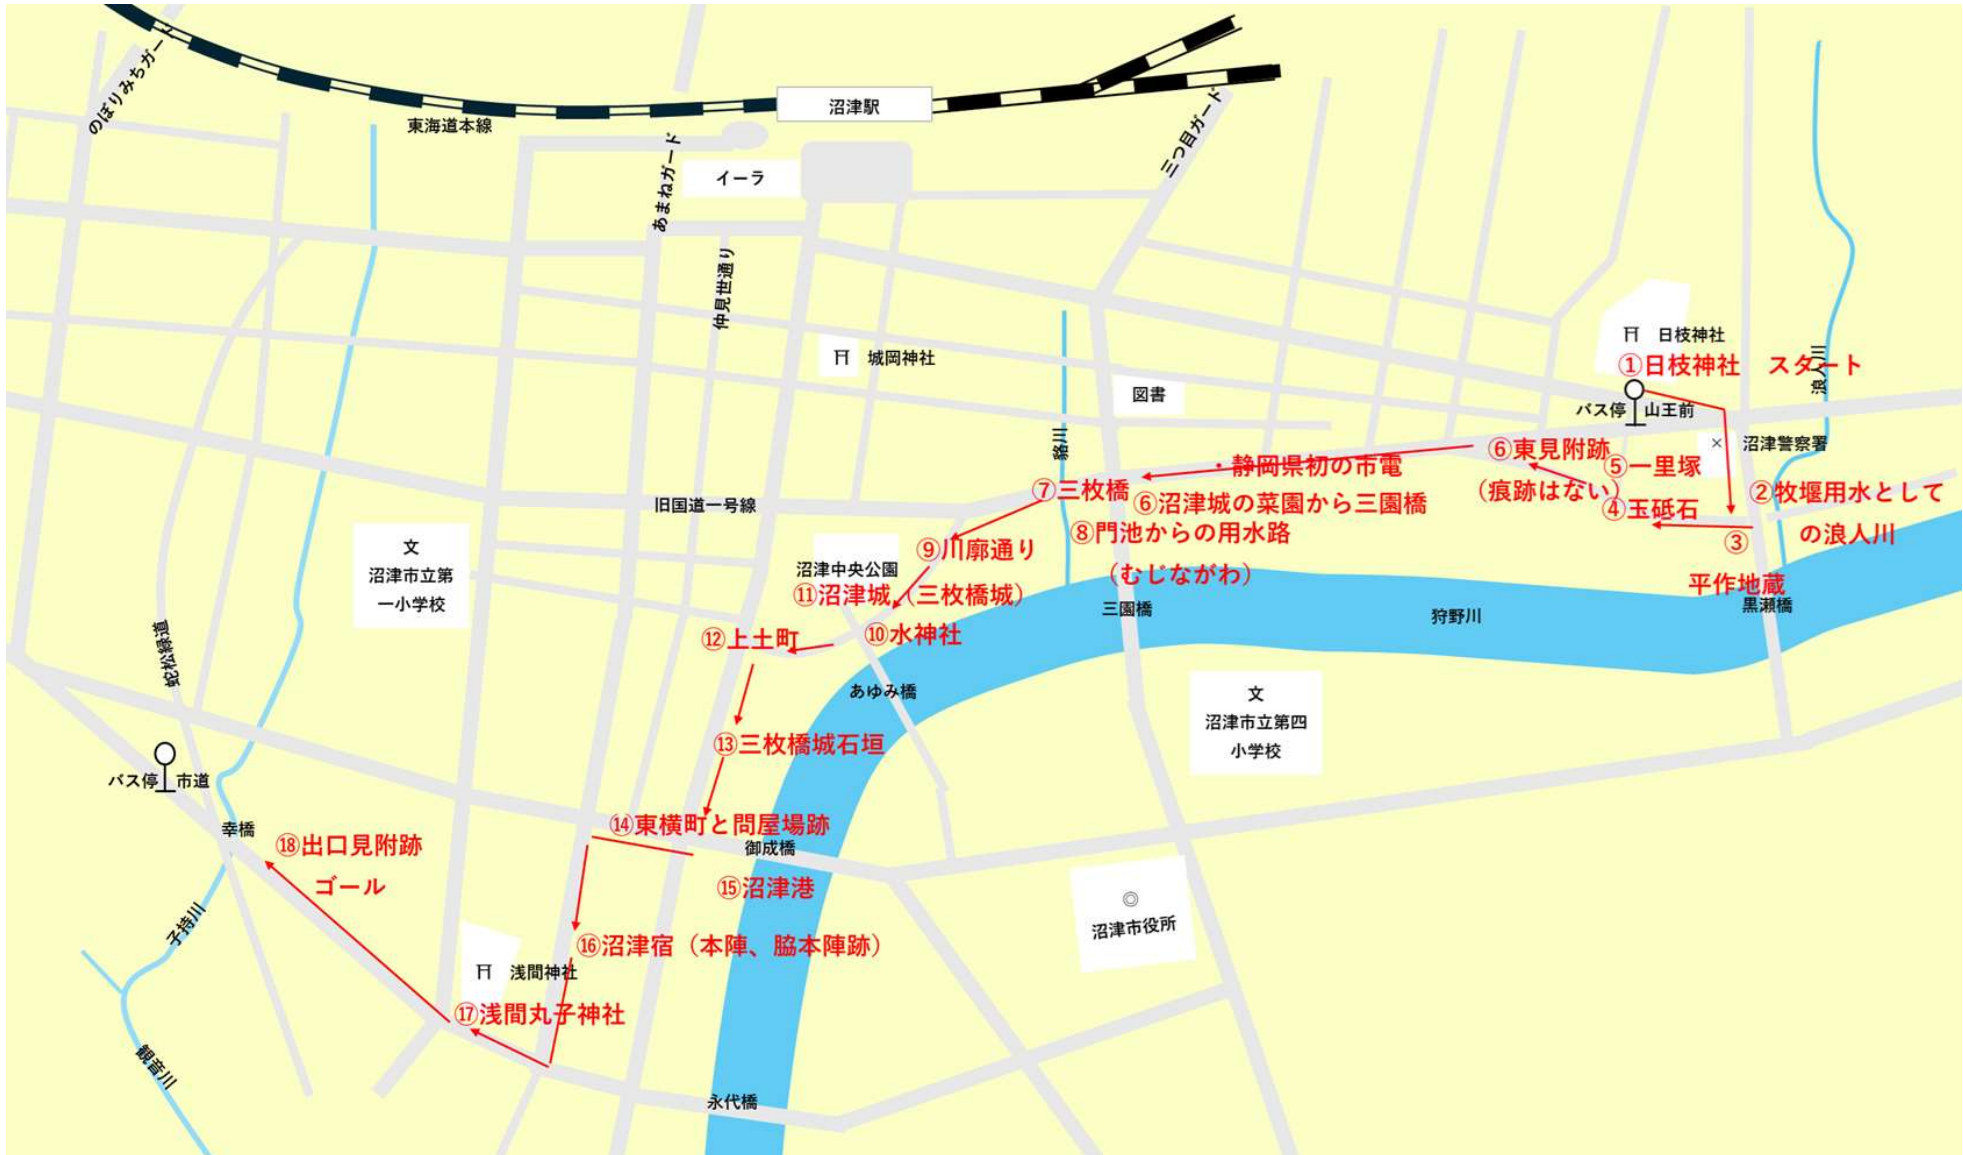 沼津駅
東海道本線
のぼりみちガード
あまねガード
三つ目ガード
イーラ
仲見世通り
城岡神社
日枝神社
①日枝神社　スタート
浪人川
図書
バス停
山王前
× 沼津警察署
貉川
⑥東見附跡
・静岡県初の市電
⑤一里塚
（痕跡はない）
②牧堰用水として
の浪人川
⑦三枚橋
⑥沼津城の菜園から三園橋
④玉砥石
旧国道一号線
⑧門池からの用水路
（むじながわ）
③
平作地蔵
黒瀬橋
文
沼津市立第
一小学校
⑨川廓通り
沼津中央公園
⑪沼津城（三枚橋城）
三園橋
狩野川
⑫上土町
⑩水神社
蛇松緑道
あゆみ橋
文
沼津市立第四
小学校
⑬三枚橋城石垣
バス停
市道
⑭東横町と問屋場跡
幸橋
⑱出口見附跡
ゴール
御成橋
⑮沼津港
◎
沼津市役所
子持川
⑯沼津宿（本陣、脇本陣跡）
浅間神社
⑰浅間丸子神社
観音川
永代橋